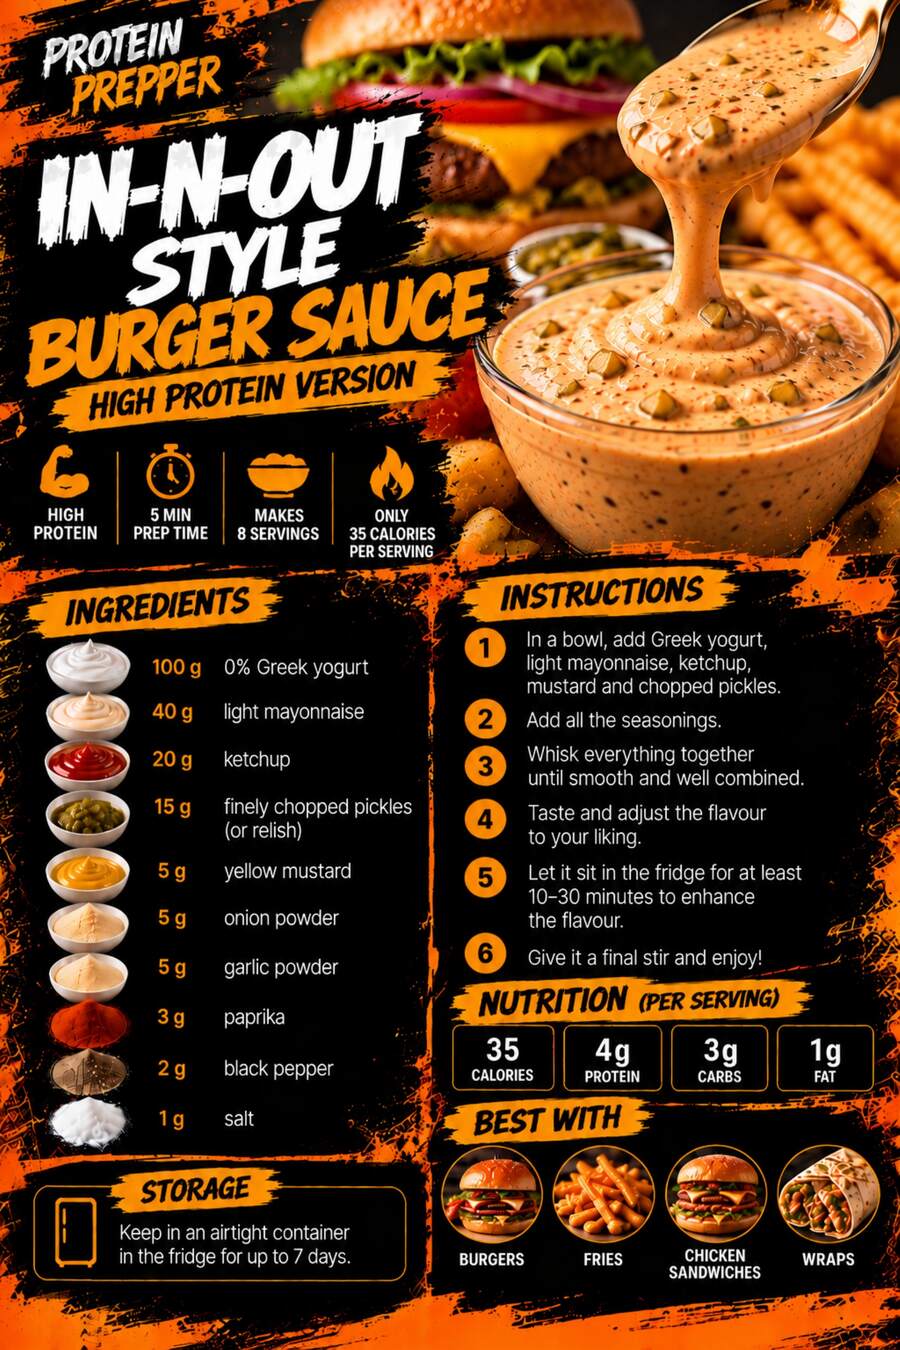 PROTEIN
PREPPER
IN-N-OUT
STYLE
BURGER SAUCE
HIGH PROTEIN VERSION
HIGH
PROTEIN
5 MIN
PREP TIME
MAKES
8 SERVINGS
ONLY
35 CALORIES
PER SERVING
INGREDIENTS
100 g 0% Greek yogurt
40 g light mayonnaise
20 g ketchup
15 g finely chopped pickles
(or relish)
5 g yellow mustard
5 g onion powder
5 g garlic powder
3 g paprika
2 g black pepper
1 g salt
STORAGE
Keep in an airtight container
in the fridge for up to 7 days.
INSTRUCTIONS
1 In a bowl, add Greek yogurt,
light mayonnaise, ketchup,
mustard and chopped pickles.
2 Add all the seasonings.
3 Whisk everything together
until smooth and well combined.
4 Taste and adjust the flavour
to your liking.
5 Let it sit in the fridge for at least
10–30 minutes to enhance
the flavour.
6 Give it a final stir and enjoy!
NUTRITION (PER SERVING)
35
CALORIES
4g
PROTEIN
3g
CARBS
1g
FAT
BEST WITH
BURGERS
FRIES
CHICKEN
SANDWICHES
WRAPS